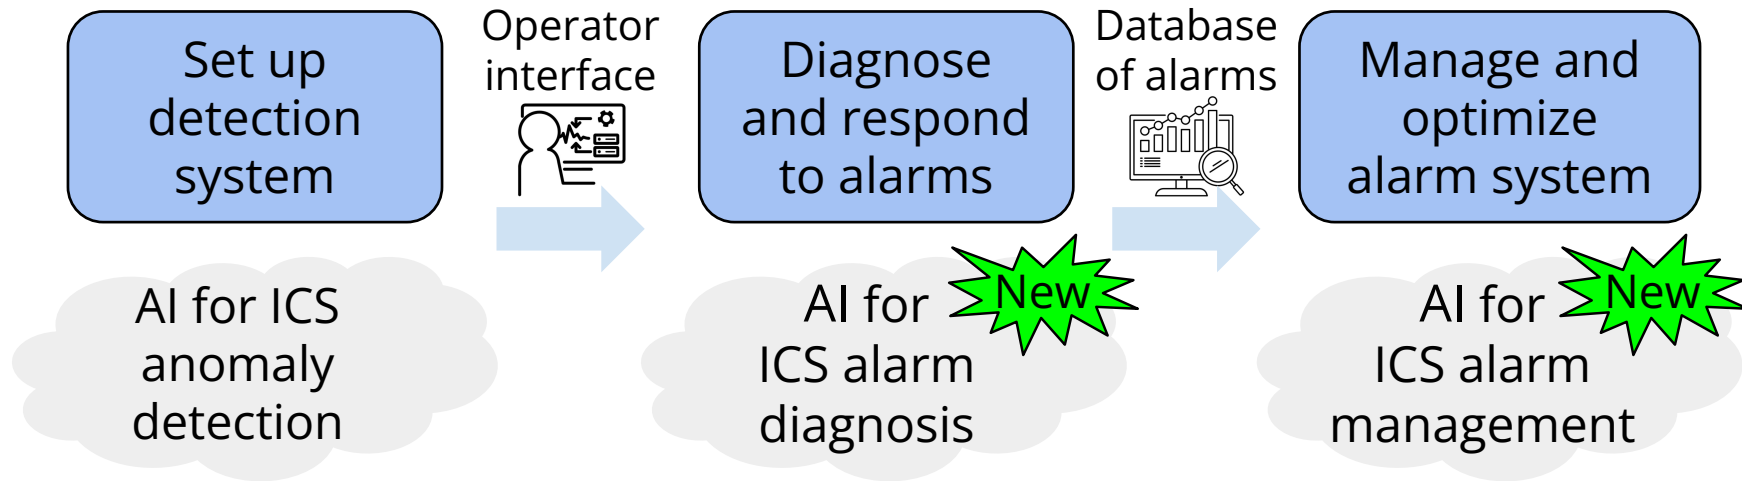 Set up
detection
system
Operator
interface
Diagnose
and respond
to alarms
Database
of alarms
Manage and
optimize
alarm system
AI for ICS
anomaly
detection
AI for
ICS alarm
diagnosis
New
AI for
ICS alarm
management
New